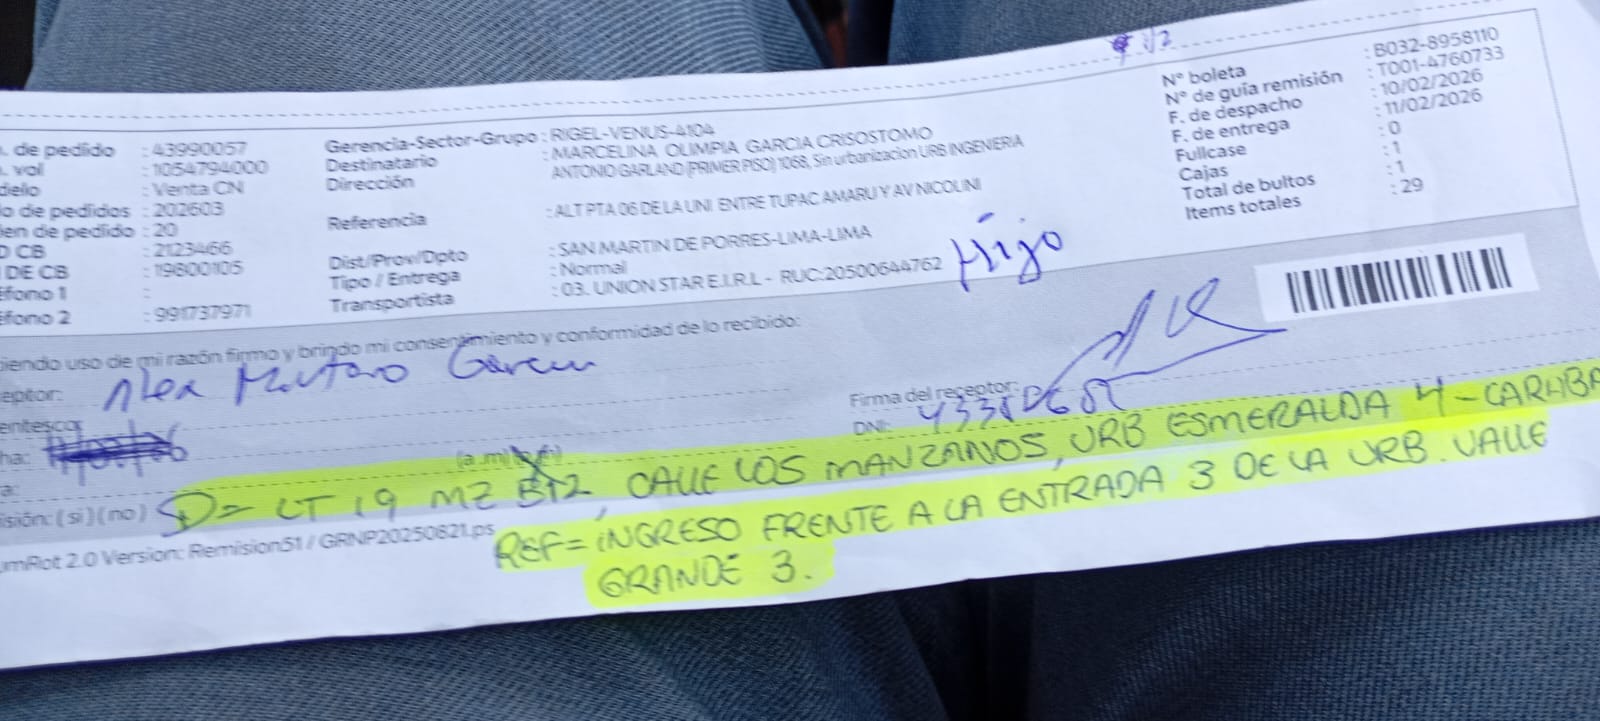 φ 1/2
. de pedido : 43990057
. vol : 1054794000
delo : Venta CN
o de pedidos : 202603
en de pedido : 20
D CB : 2123466
DE CB : 19800105
éfono 1 :
éfono 2 : 991737971
Gerencia-Sector-Grupo : RIGEL-VENUS-4104
Destinatario : MARCELINA OLIMPIA GARCIA CRISOSTOMO
Dirección ANTONIO GARLAND (PRIMER PISO) 1068, Sin urbanizacion URB INGENIERIA
Referencia : ALT PTA 06 DE LA UNI ENTRE TUPAC AMARU Y AV NICOLINI
Dist/Prov/Dpto : SAN MARTIN DE PORRES-LIMA-LIMA
Tipo / Entrega : Normal
Transportista : 03. UNION STAR E.I.R.L - RUC:20500644762
N° boleta : B032-8958110
N° de guía remisión : T001-4760733
F. de despacho : 10/02/2026
F. de entrega : 11/02/2026
Fullcase : 0
Cajas : 1
Total de bultos : 1
Items totales : 29
Hijo
iendo uso de mi razón firmo y brindo mi consentimiento y conformidad de lo recibido:
eptor: Alex Garcia
Firma del receptor:
entesco
DNI:
ha:
a: (a.m)
isión: (si) (no)
D= LT 19 MZ B12, CALLE LOS MANZANOS, URB ESMERALDA 4 - CARABA
REF= INGRESO FRENTE A LA ENTRADA 3 DE LA URB. VALLE
GRANDE 3.
umRot 2.0 Version: Remision51 / GRNP20250821.ps